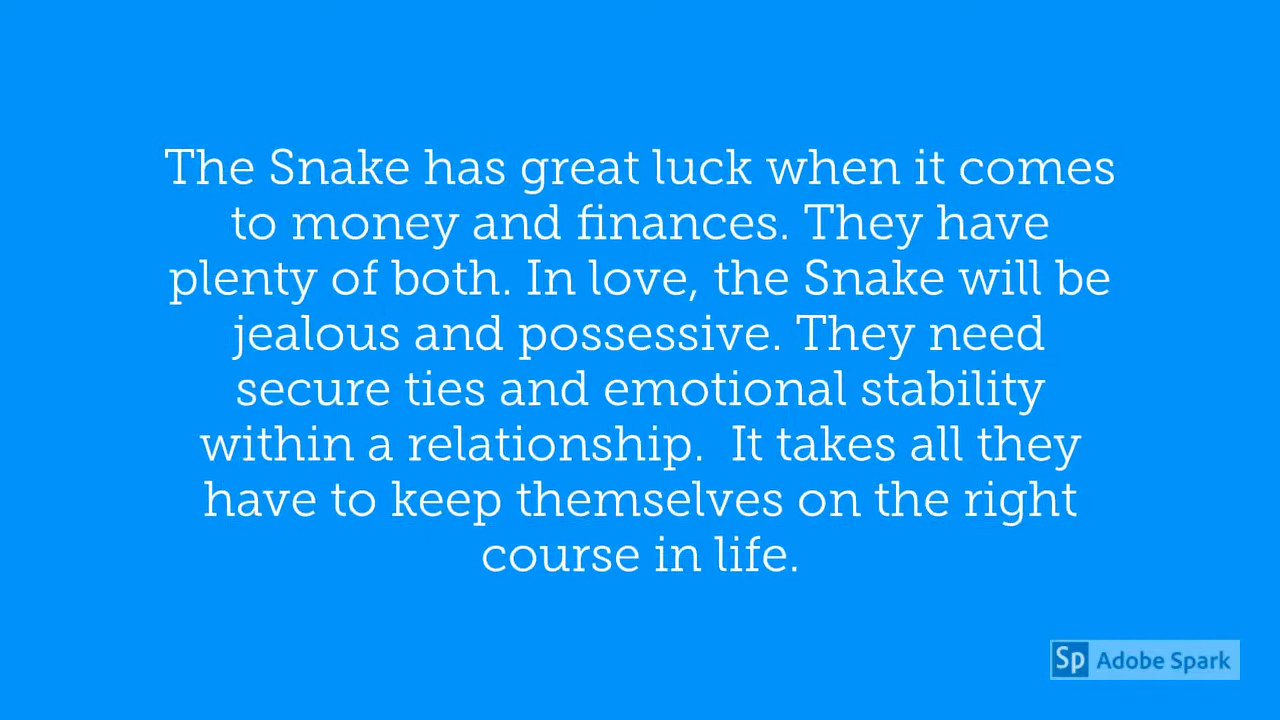 The Snake has great luck when it comes
to money and finances. They have
plenty of both. In love, the Snake will be
jealous and possessive. They need
secure ties and emotional stability
within a relationship.  It takes all they
have to keep themselves on the right
course in life.
Sp Adobe Spark